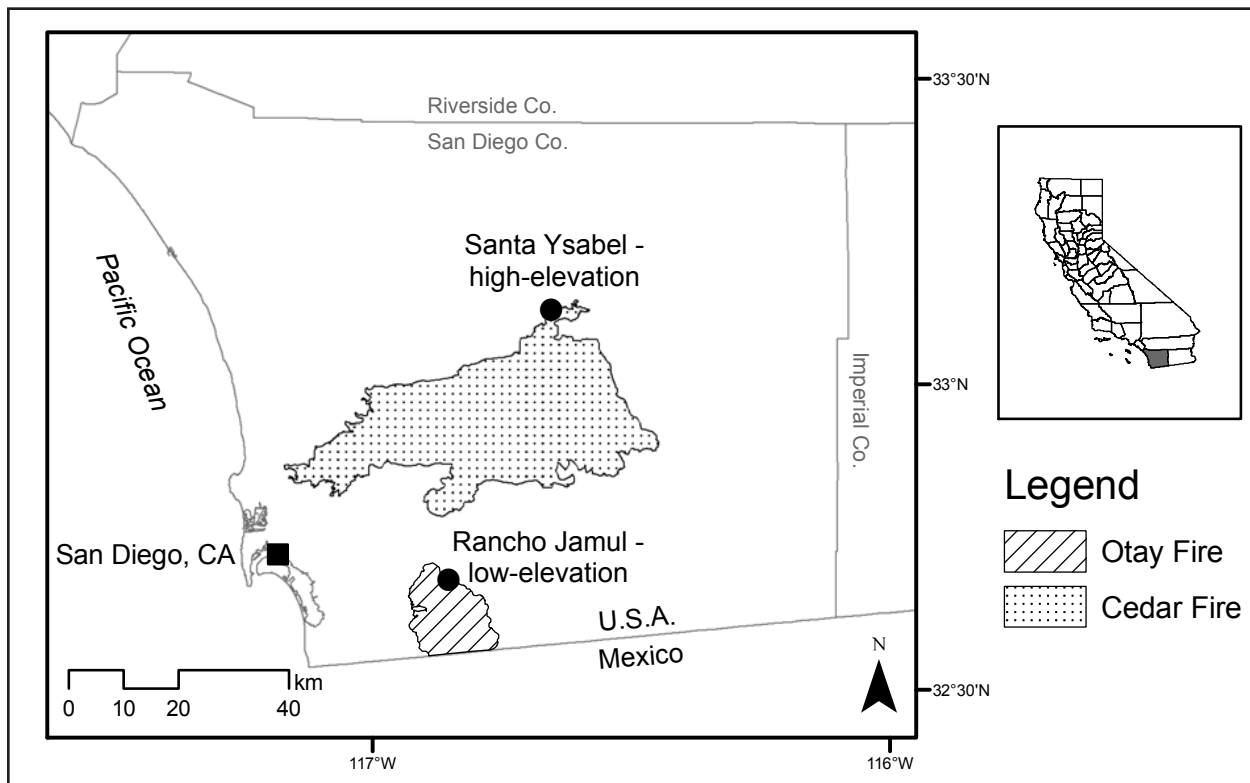 33°30'N
Riverside Co.
San Diego Co.
Santa Ysabel -
high-elevation
Pacific Ocean
33°N
Imperial Co.
Legend
Otay Fire
Cedar Fire
San Diego, CA
Rancho Jamul -
low-elevation
U.S.A.
Mexico
N
km
0 10 20 40
32°30'N
117°W
116°W